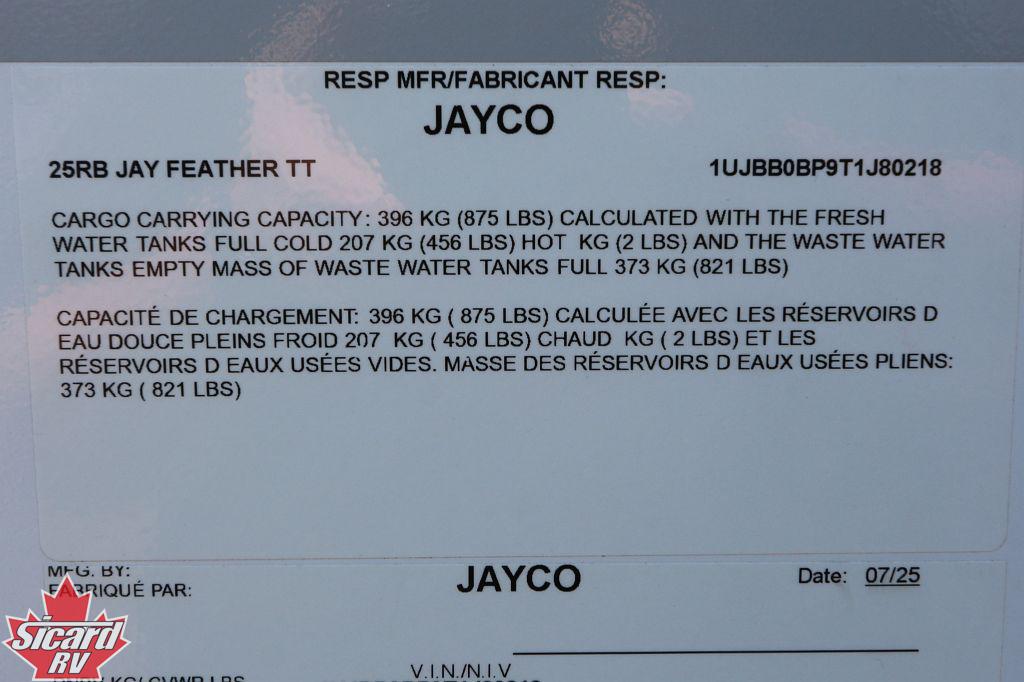 RESP MFR/FABRICANT RESP:
JAYCO
25RB JAY FEATHER TT 1UJBB0BP9T1J80218
CARGO CARRYING CAPACITY: 396 KG (875 LBS) CALCULATED WITH THE FRESH
WATER TANKS FULL COLD 207 KG (456 LBS) HOT KG (2 LBS) AND THE WASTE WATER
TANKS EMPTY MASS OF WASTE WATER TANKS FULL 373 KG (821 LBS)
CAPACITÉ DE CHARGEMENT: 396 KG ( 875 LBS) CALCULÉE AVEC LES RÉSERVOIRS D
EAU DOUCE PLEINS FROID 207 KG ( 456 LBS) CHAUD KG ( 2 LBS) ET LES
RÉSERVOIRS D EAUX USÉES VIDES. MASSE DES RÉSERVOIRS D EAUX USÉES PLIENS:
373 KG ( 821 LBS)
MFG. BY: JAYCO Date: 07/25
FABRIQUÉ PAR:
Sicard
RV
V.I.N./N.I.V